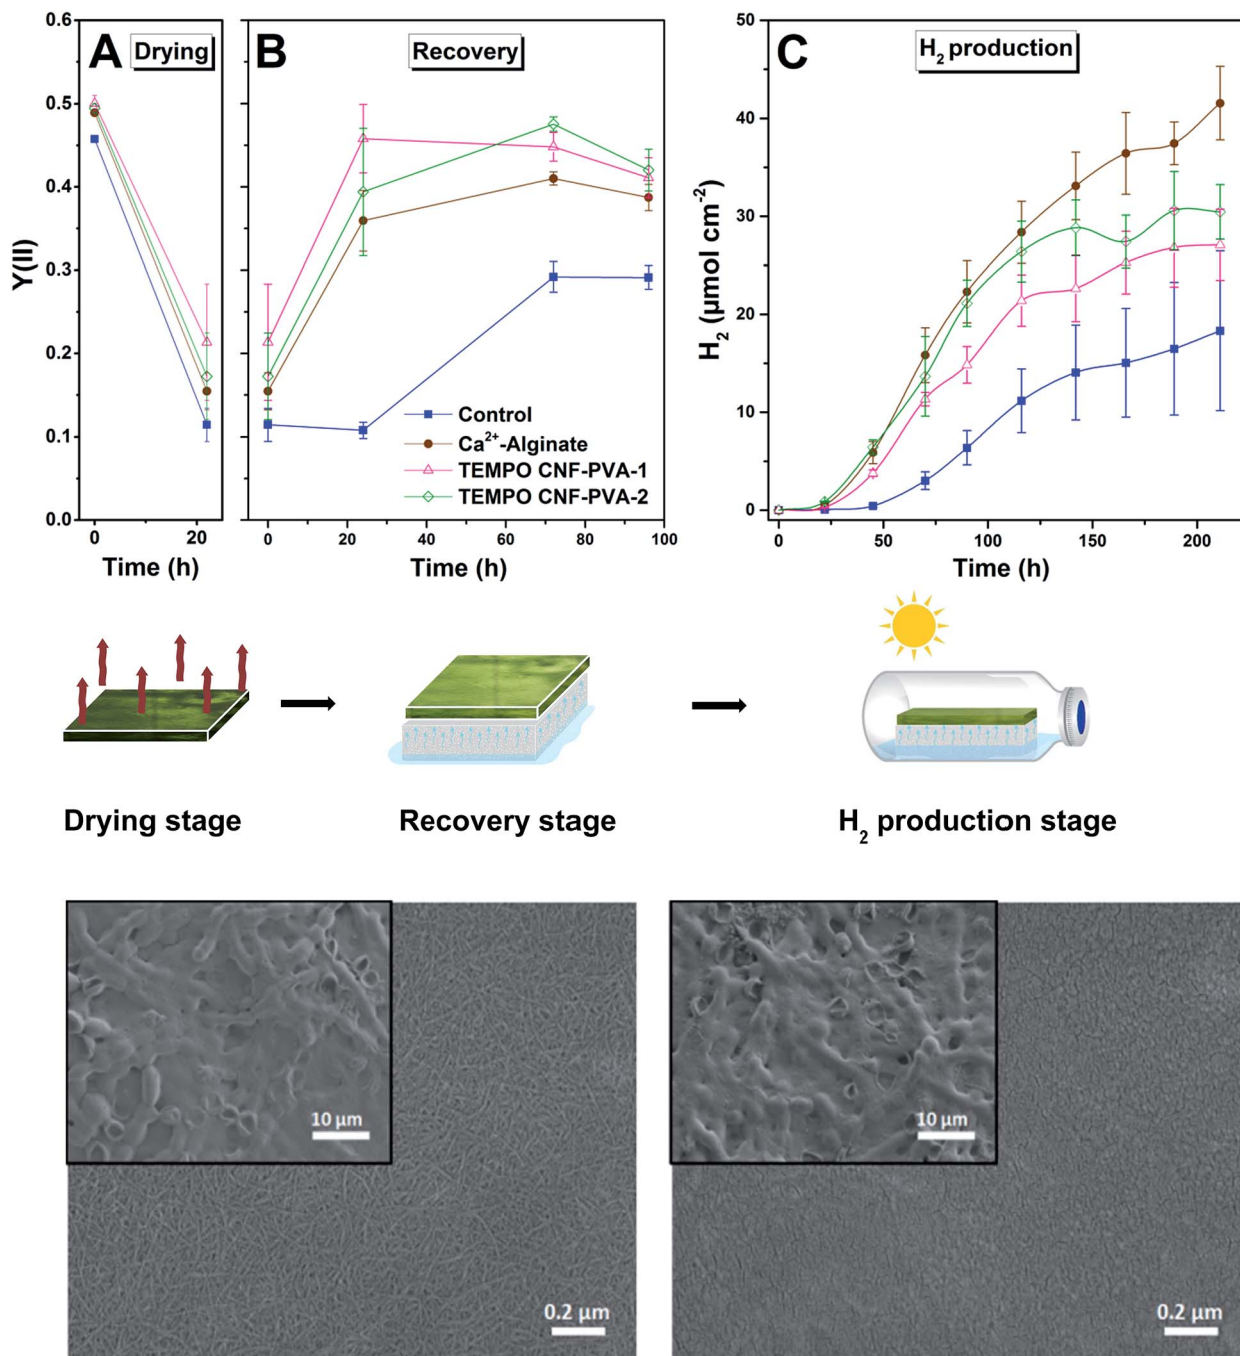 A Drying
B Recovery
C H₂ production
0.6
0.5
0.4
0.3
0.2
0.1
0.0
Y(II)
0 20
Time (h)
Control
Ca²⁺-Alginate
TEMPO CNF-PVA-1
TEMPO CNF-PVA-2
0 20 40 60 80 100
Time (h)
50
40
30
20
10
0
H₂ (µmol cm⁻²)
0 50 100 150 200
Time (h)
Drying stage
Recovery stage
H₂ production stage
10 µm
0.2 µm
10 µm
0.2 µm